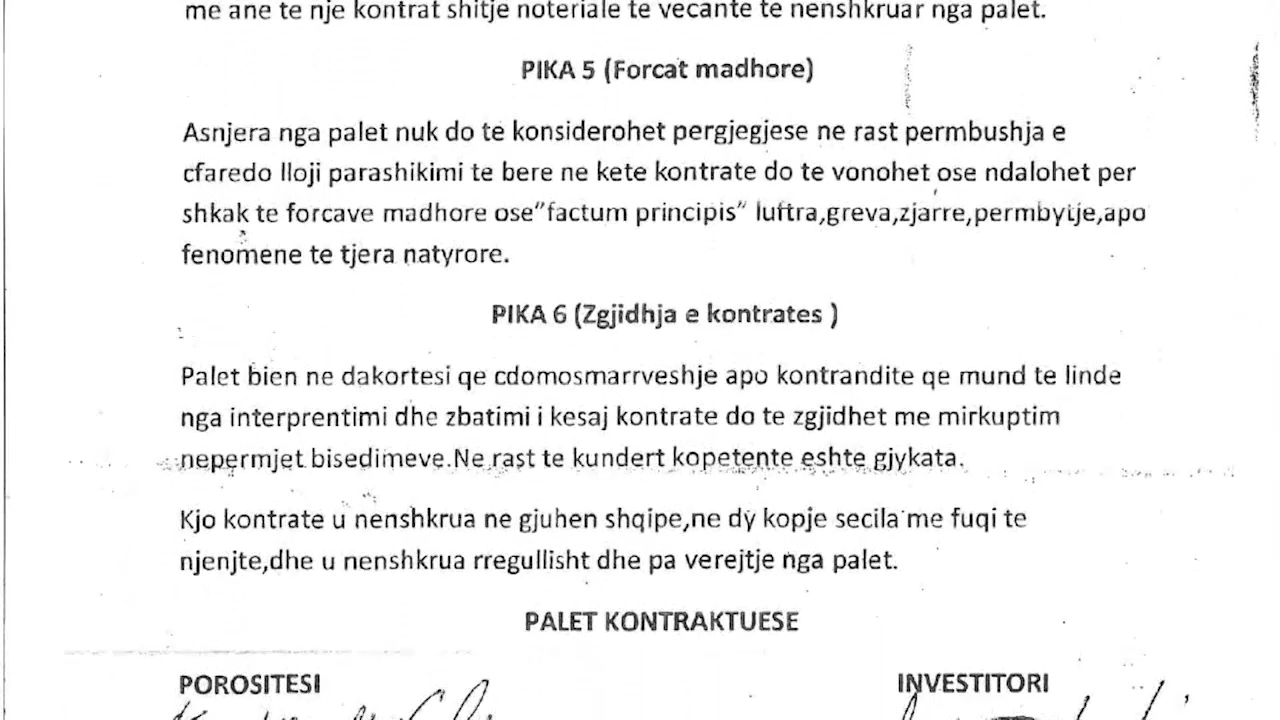 me ane te nje kontrat shitje noteriale te vecante te nenshkruar nga palet.
PIKA 5 (Forcat madhore)
Asnjera nga palet nuk do te konsiderohet pergjegjese ne rast permbushja e
cfaredo lloji parashikimi te bere ne kete kontrate do te vonohet ose ndalohet per
shkak te forcave madhore ose"factum principis" luftra,greva,zjarre,permbytje,apo
fenomene te tjera natyrore.
PIKA 6 (Zgjidhja e kontrates )
Palet bien ne dakortesi qe cdomosmarrveshje apo kontrandite qe mund te linde
nga interprentimi dhe zbatimi i kesaj kontrate do te zgjidhet me mirkuptim
nepermjet bisedimeve.Ne rast te kundert kopetente eshte gjykata.
Kjo kontrate u nenshkrua ne gjuhen shqipe,ne dy kopje secila me fuqi te
njenjte,dhe u nenshkrua rregullisht dhe pa verejtje nga palet.
PALET KONTRAKTUESE
POROSITESI
INVESTITORI